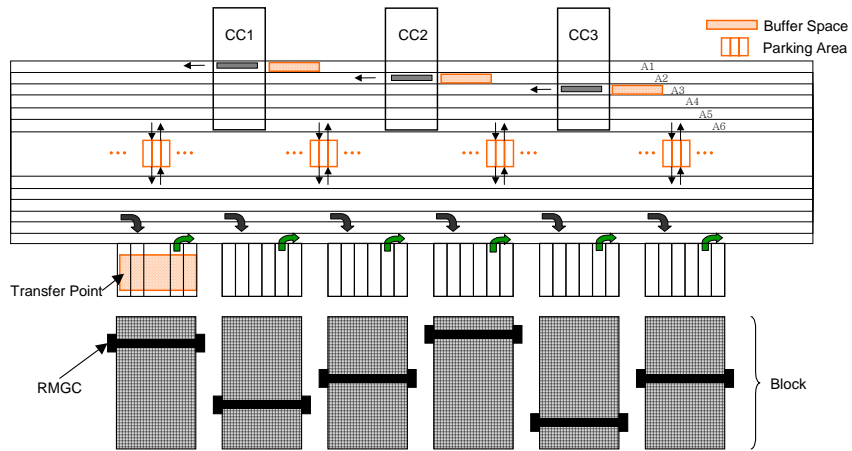 CC1
CC2
CC3
Buffer Space
Parking Area
A1
A2
A3
A4
A5
A6
Transfer Point
RMGC
Block